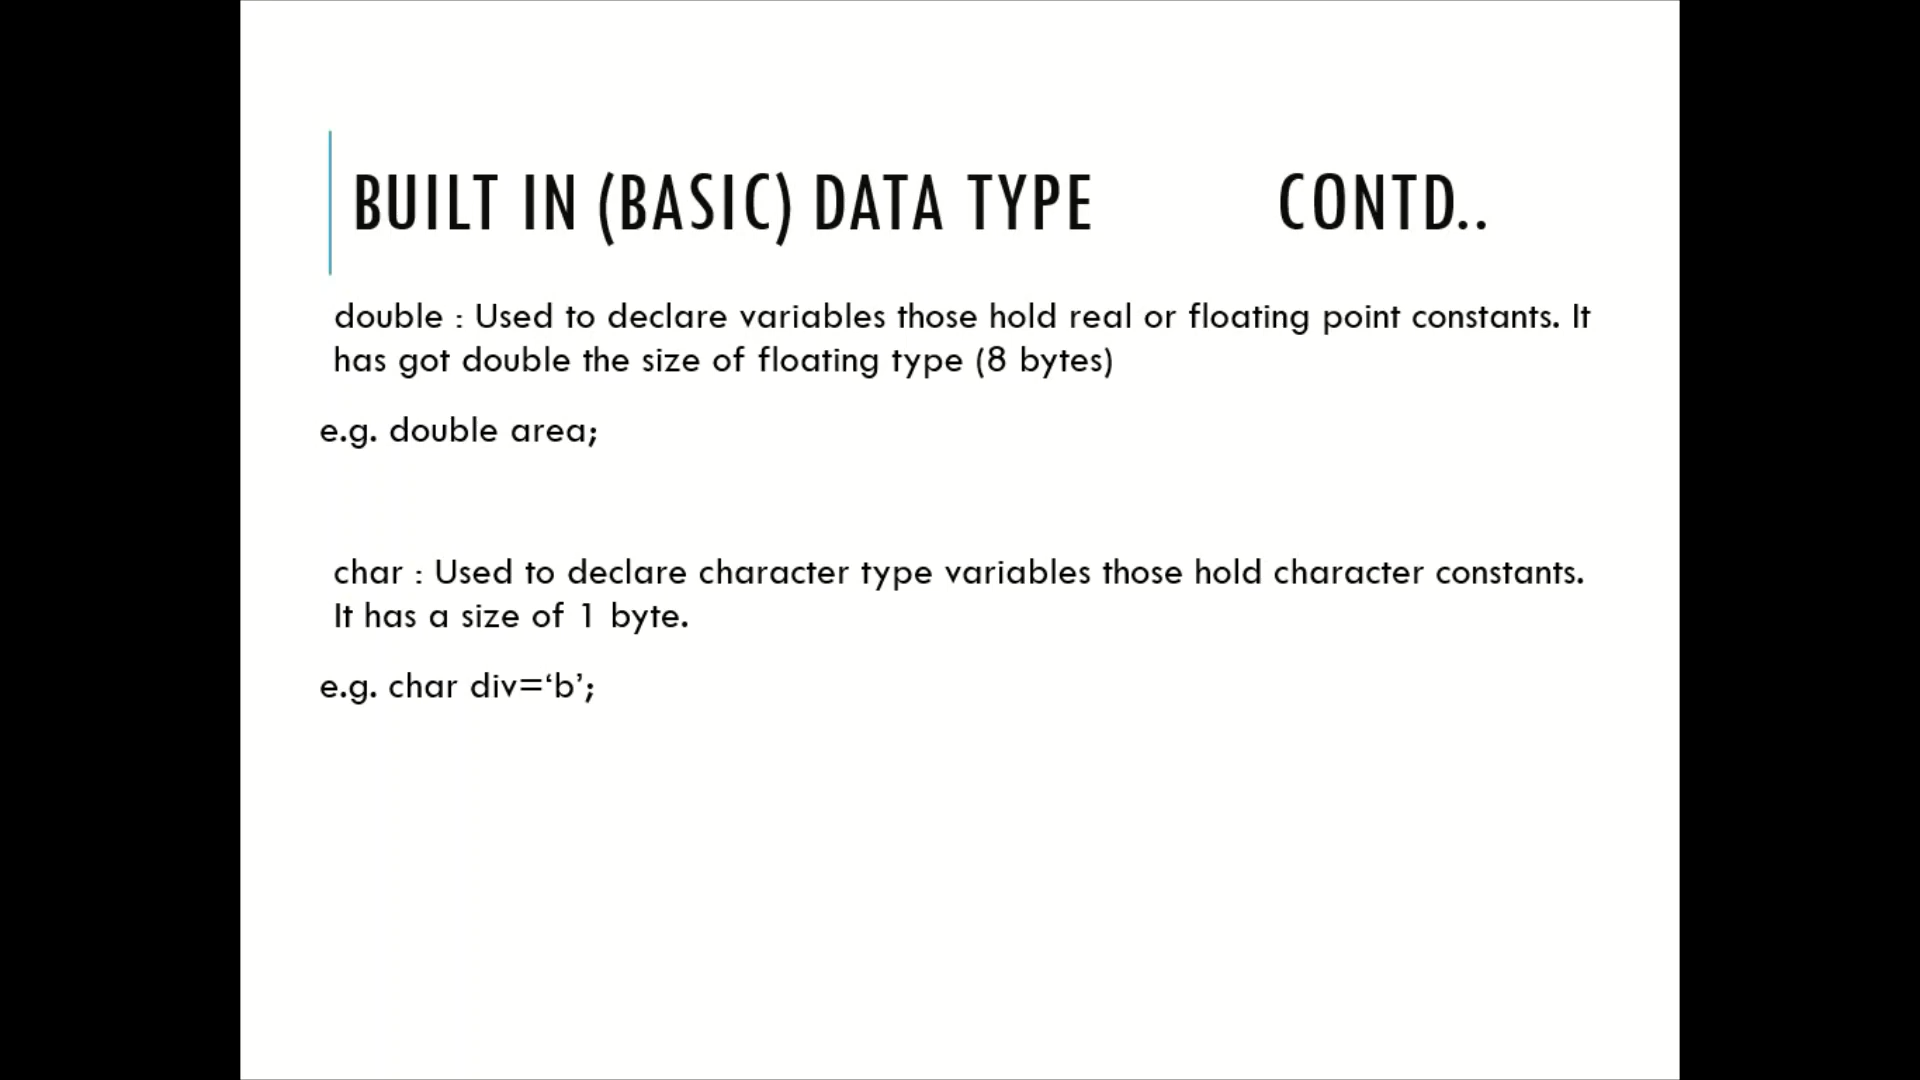 BUILT IN (BASIC) DATA TYPE CONTD..
double : Used to declare variables those hold real or floating point constants. It
has got double the size of floating type (8 bytes)
e.g. double area;
char : Used to declare character type variables those hold character constants.
It has a size of 1 byte.
e.g. char div=‘b’;